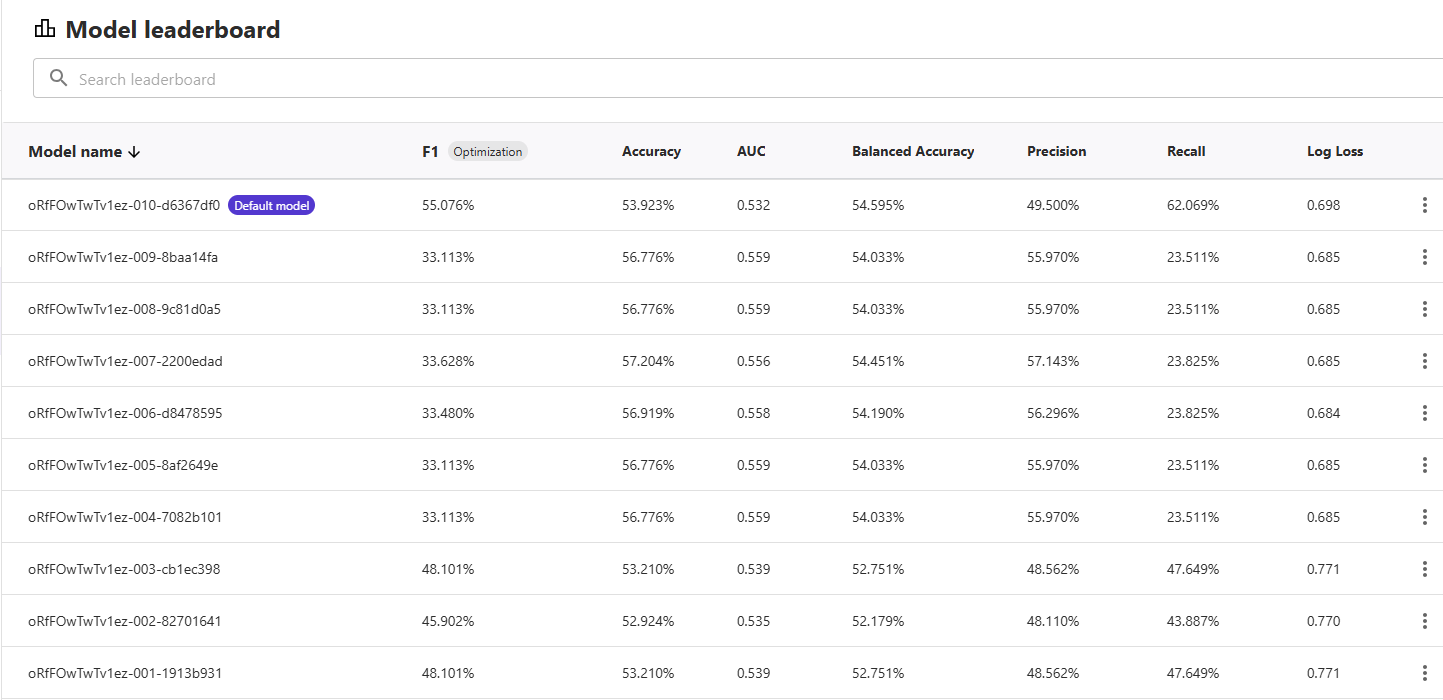 Model leaderboard
Search leaderboard
Model name F1 Optimization Accuracy AUC Balanced Accuracy Precision Recall Log Loss
oRfFOwTwTv1ez-010-d6367df0 Default model 55.076% 53.923% 0.532 54.595% 49.500% 62.069% 0.698
oRfFOwTwTv1ez-009-8baa14fa 33.113% 56.776% 0.559 54.033% 55.970% 23.511% 0.685
oRfFOwTwTv1ez-008-9c81d0a5 33.113% 56.776% 0.559 54.033% 55.970% 23.511% 0.685
oRfFOwTwTv1ez-007-2200edad 33.628% 57.204% 0.556 54.451% 57.143% 23.825% 0.685
oRfFOwTwTv1ez-006-d8478595 33.480% 56.919% 0.558 54.190% 56.296% 23.825% 0.684
oRfFOwTwTv1ez-005-8af2649e 33.113% 56.776% 0.559 54.033% 55.970% 23.511% 0.685
oRfFOwTwTv1ez-004-7082b101 33.113% 56.776% 0.559 54.033% 55.970% 23.511% 0.685
oRfFOwTwTv1ez-003-cb1ec398 48.101% 53.210% 0.539 52.751% 48.562% 47.649% 0.771
oRfFOwTwTv1ez-002-82701641 45.902% 52.924% 0.535 52.179% 48.110% 43.887% 0.770
oRfFOwTwTv1ez-001-1913b931 48.101% 53.210% 0.539 52.751% 48.562% 47.649% 0.771